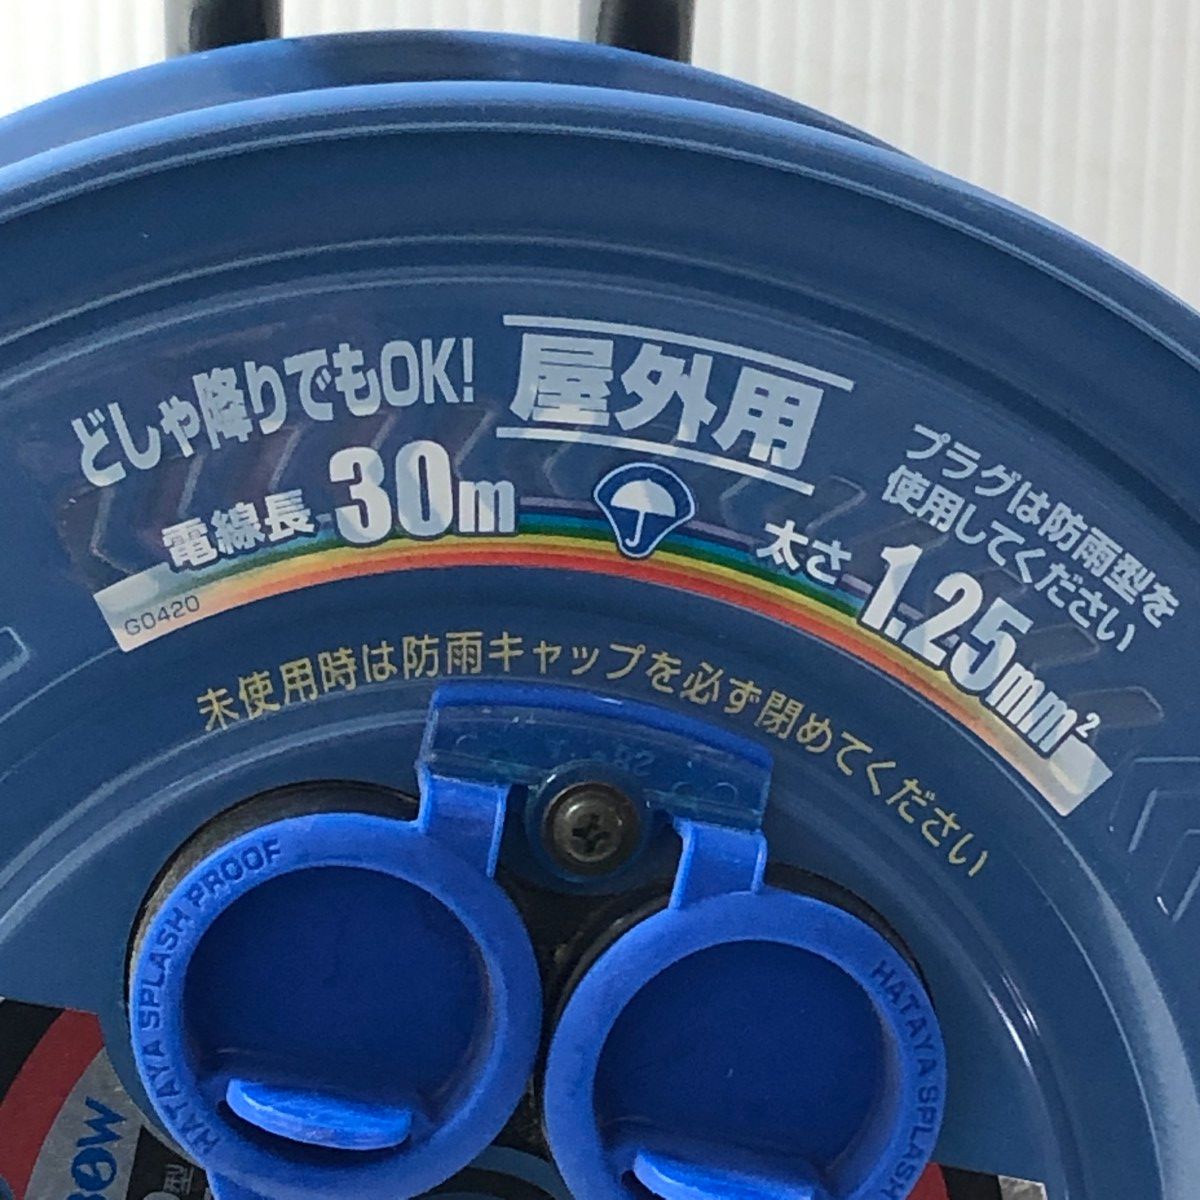 どしゃ降りでもOK!
屋外用
電線長 30m
太さ 1.25mm²
プラグは防雨型を
使用してください
G0420
未使用時は防雨キャップを必ず閉めてください
HATAYA SPLASH PROOF
HATAYA SPLASH